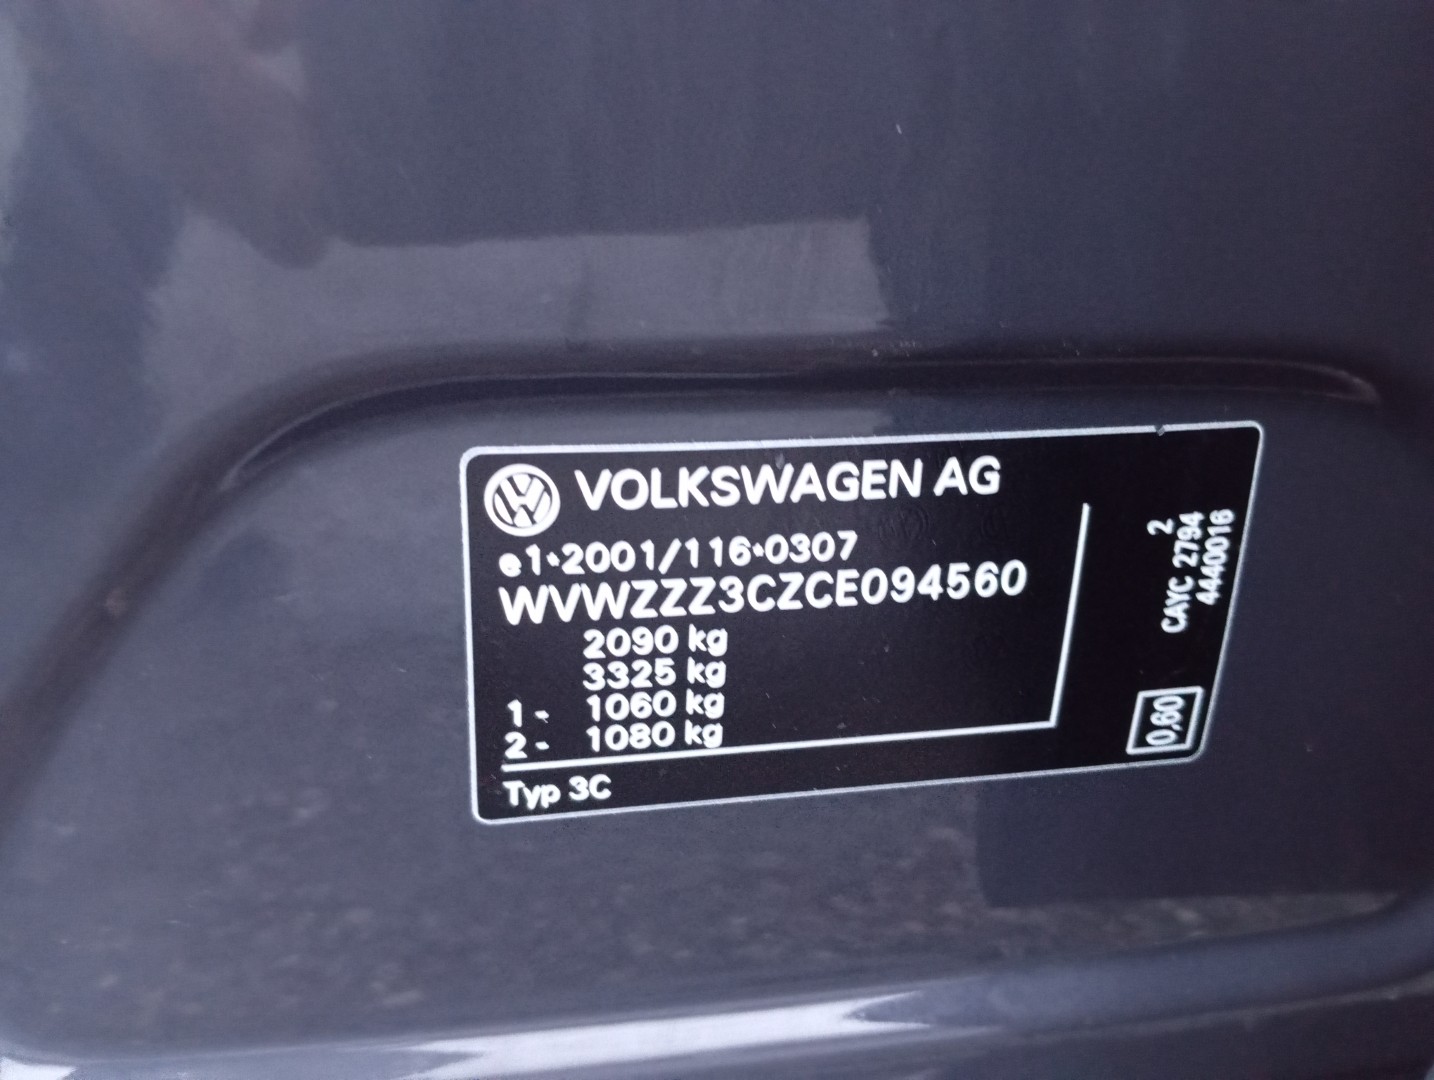 VOLKSWAGEN AG
e1*2001/116*0307
WVWZZZ3CZCE094560
2090 kg
3325 kg
1- 1060 kg
2- 1080 kg
Typ 3C
2
CAYC 2794
4440016
0,60